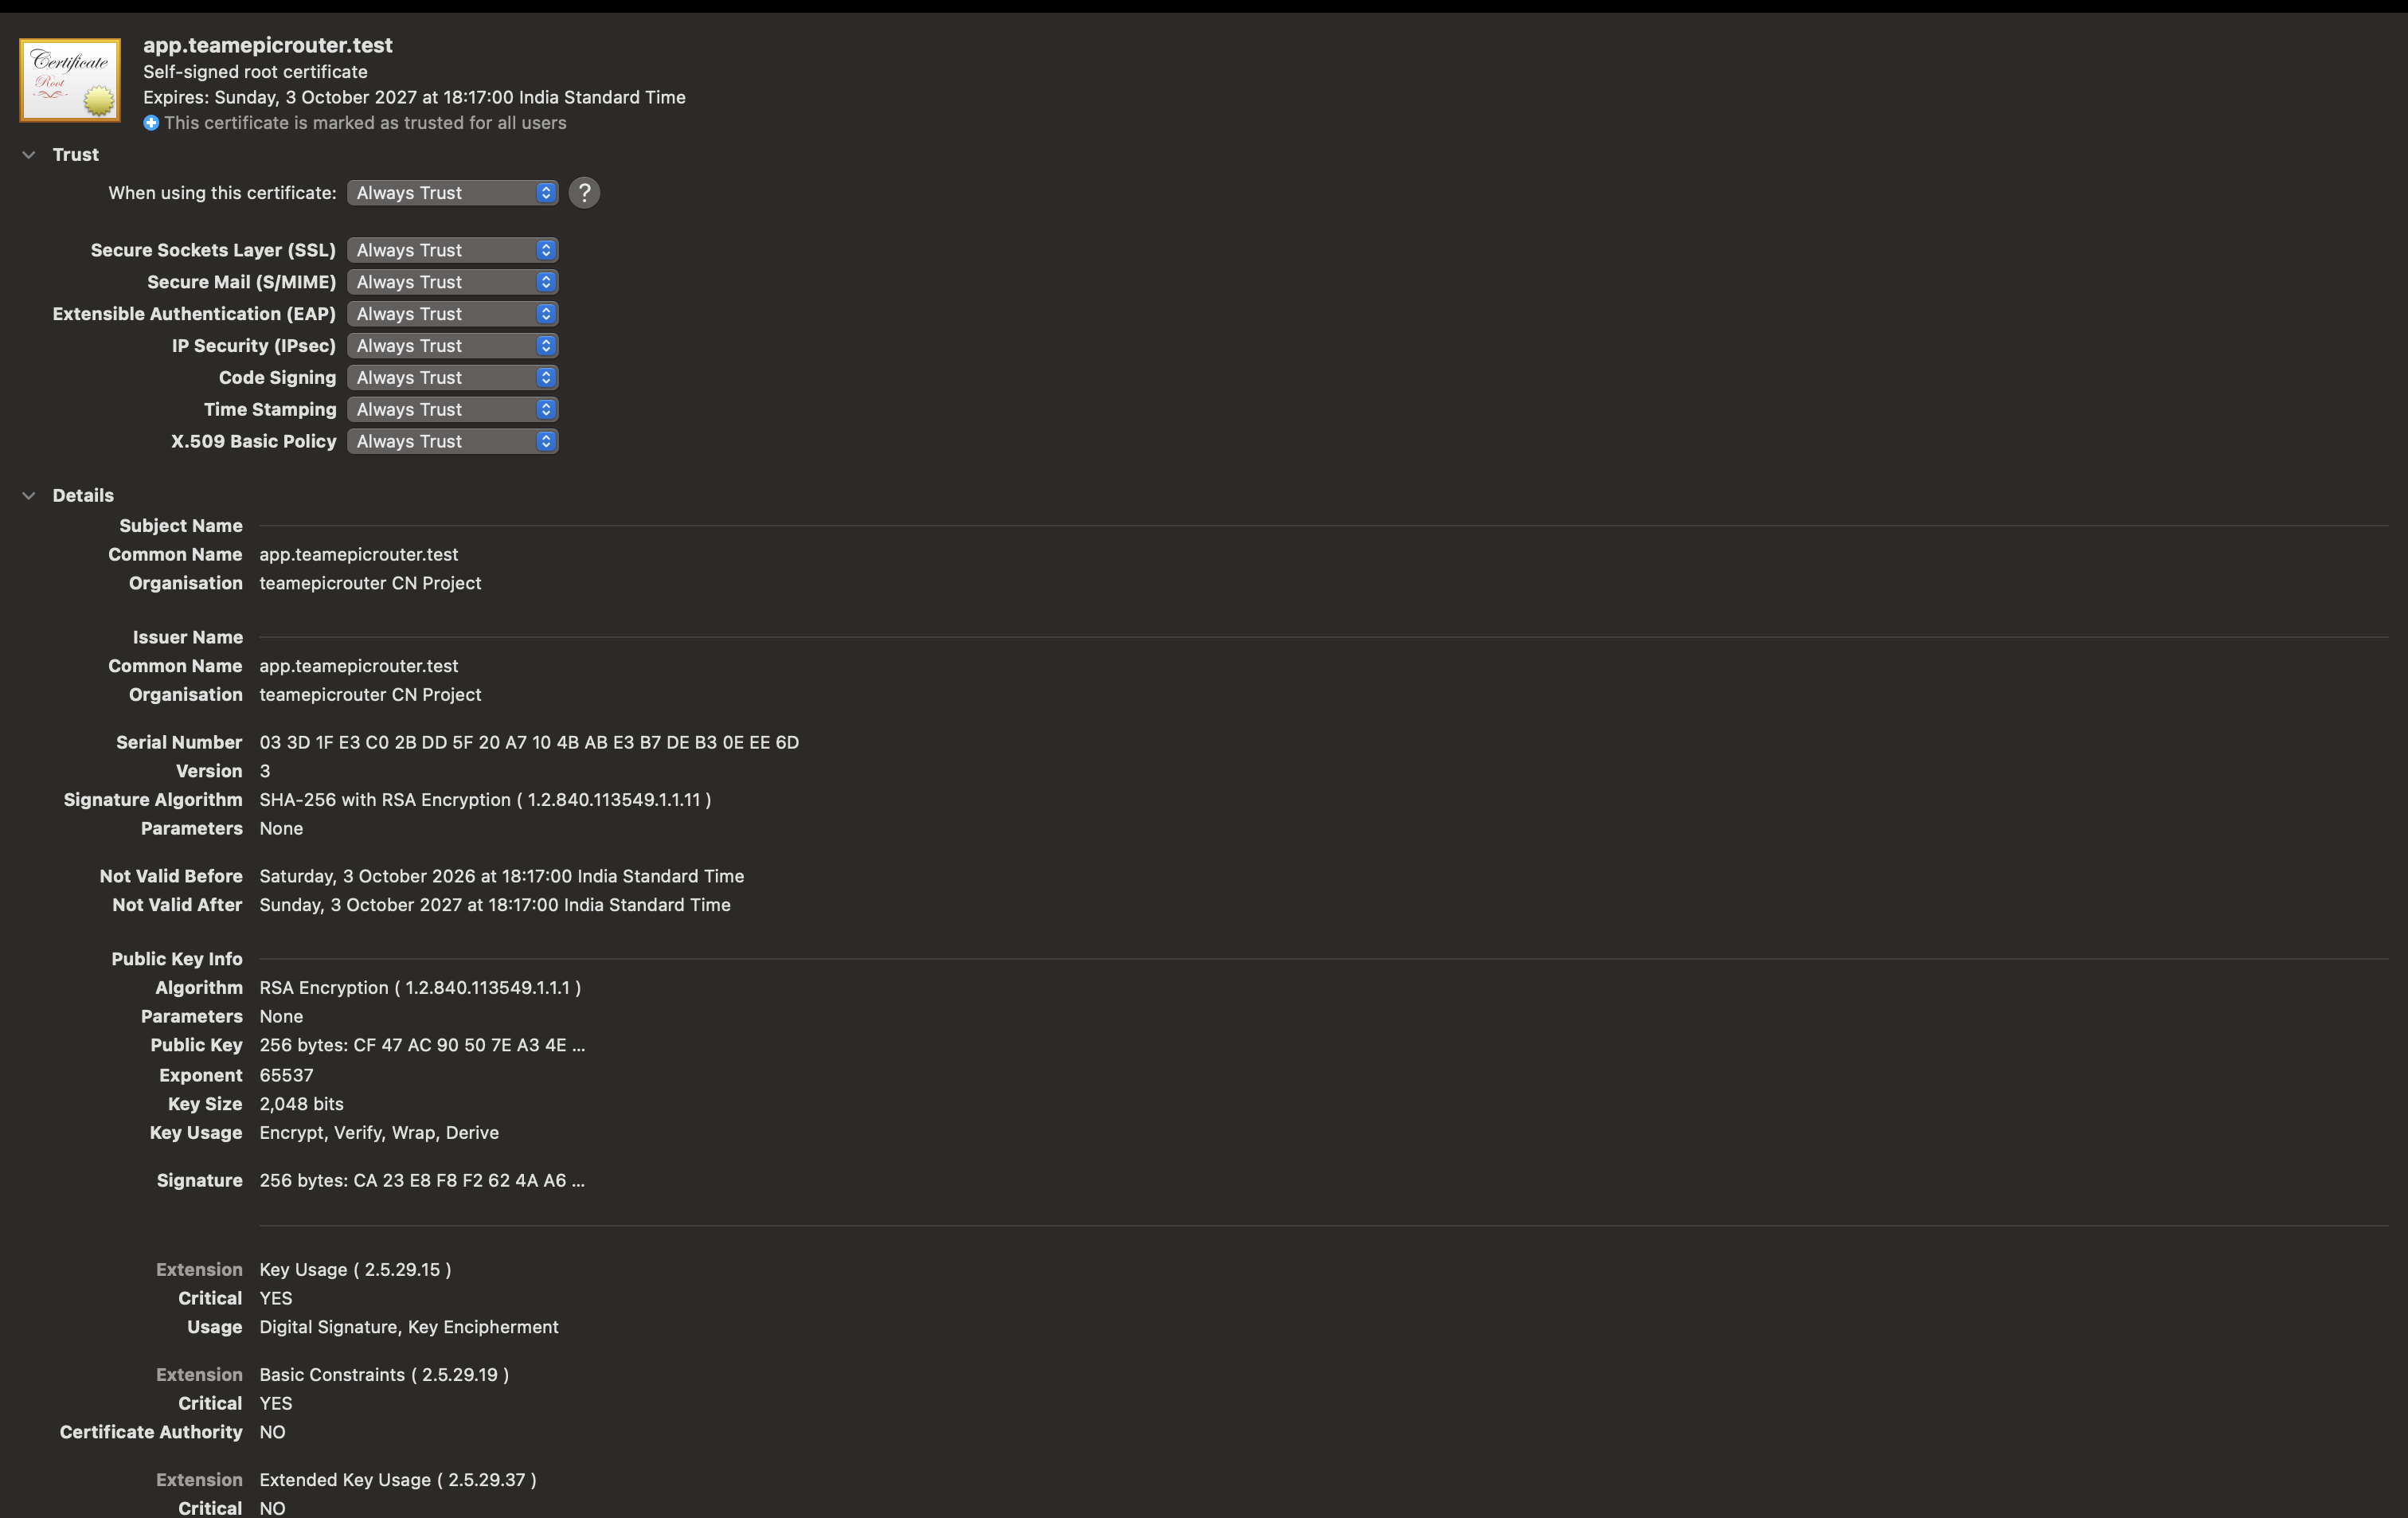 Certificate
Root
app.teamepicrouter.test
Self-signed root certificate
Expires: Sunday, 3 October 2027 at 18:17:00 India Standard Time
This certificate is marked as trusted for all users
Trust
When using this certificate: Always Trust ?
Secure Sockets Layer (SSL) Always Trust
Secure Mail (S/MIME) Always Trust
Extensible Authentication (EAP) Always Trust
IP Security (IPsec) Always Trust
Code Signing Always Trust
Time Stamping Always Trust
X.509 Basic Policy Always Trust
Details
Subject Name
Common Name app.teamepicrouter.test
Organisation teamepicrouter CN Project
Issuer Name
Common Name app.teamepicrouter.test
Organisation teamepicrouter CN Project
Serial Number 03 3D 1F E3 C0 2B DD 5F 20 A7 10 4B AB E3 B7 DE B3 0E EE 6D
Version 3
Signature Algorithm SHA-256 with RSA Encryption ( 1.2.840.113549.1.1.11 )
Parameters None
Not Valid Before Saturday, 3 October 2026 at 18:17:00 India Standard Time
Not Valid After Sunday, 3 October 2027 at 18:17:00 India Standard Time
Public Key Info
Algorithm RSA Encryption ( 1.2.840.113549.1.1.1 )
Parameters None
Public Key 256 bytes: CF 47 AC 90 50 7E A3 4E ...
Exponent 65537
Key Size 2,048 bits
Key Usage Encrypt, Verify, Wrap, Derive
Signature 256 bytes: CA 23 E8 F8 F2 62 4A A6 ...
Extension Key Usage ( 2.5.29.15 )
Critical YES
Usage Digital Signature, Key Encipherment
Extension Basic Constraints ( 2.5.29.19 )
Critical YES
Certificate Authority NO
Extension Extended Key Usage ( 2.5.29.37 )
Critical NO